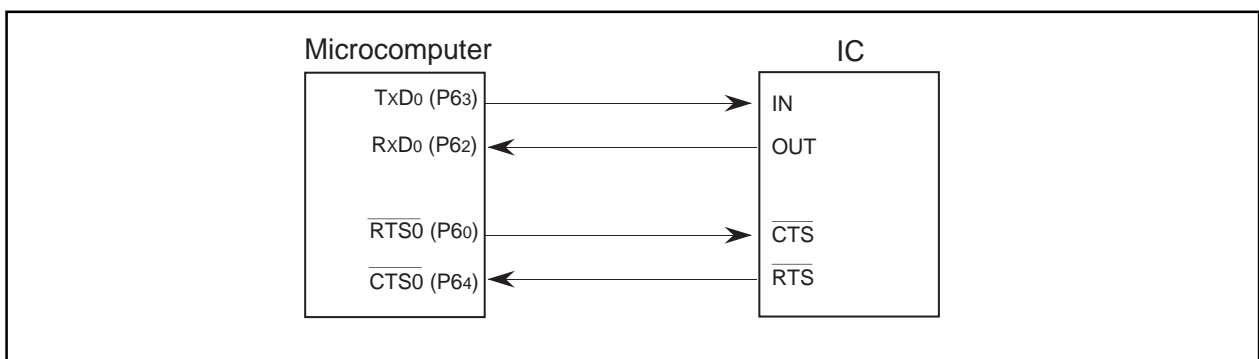 Microcomputer
IC
TxD0 (P63)
IN
RxD0 (P62)
OUT
RTS0 (P60)
CTS
CTS0 (P64)
RTS